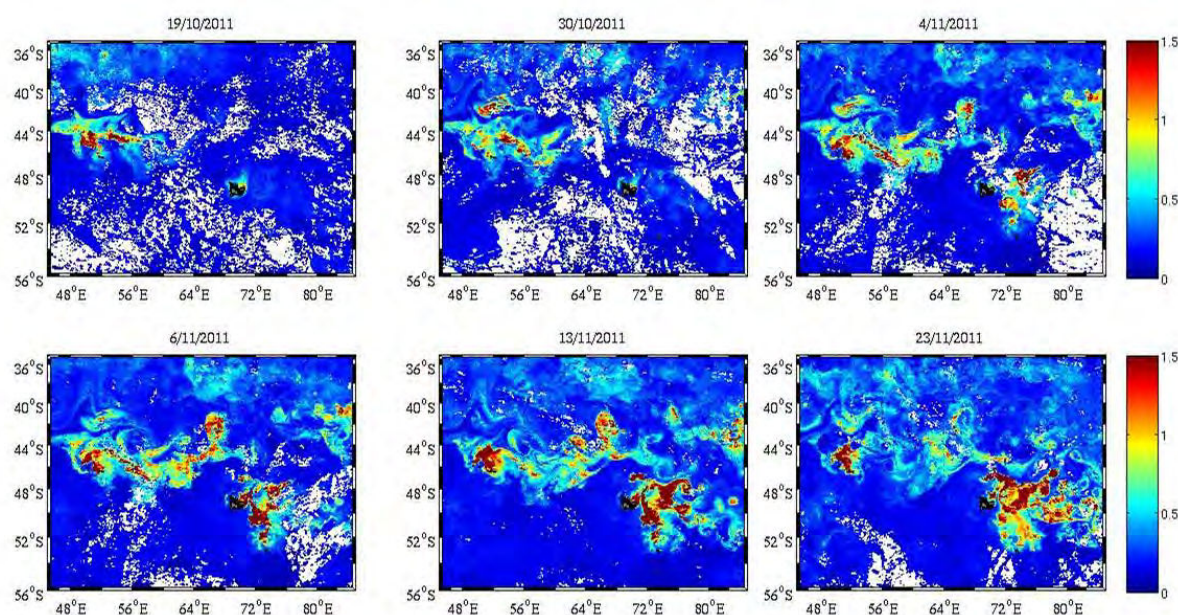 19/10/2011
30/10/2011
4/11/2011
36°S
40°S
44°S
48°S
52°S
56°S
48°E
56°E
64°E
72°E
80°E
36°S
40°S
44°S
48°S
52°S
56°S
48°E
56°E
64°E
72°E
80°E
36°S
40°S
44°S
48°S
52°S
56°S
48°E
56°E
64°E
72°E
80°E
1.5
1
0.5
0
6/11/2011
13/11/2011
23/11/2011
36°S
40°S
44°S
48°S
52°S
56°S
48°E
56°E
64°E
72°E
80°E
36°S
40°S
44°S
48°S
52°S
56°S
48°E
56°E
64°E
72°E
80°E
36°S
40°S
44°S
48°S
52°S
56°S
48°E
56°E
64°E
72°E
80°E
1.5
1
0.5
0